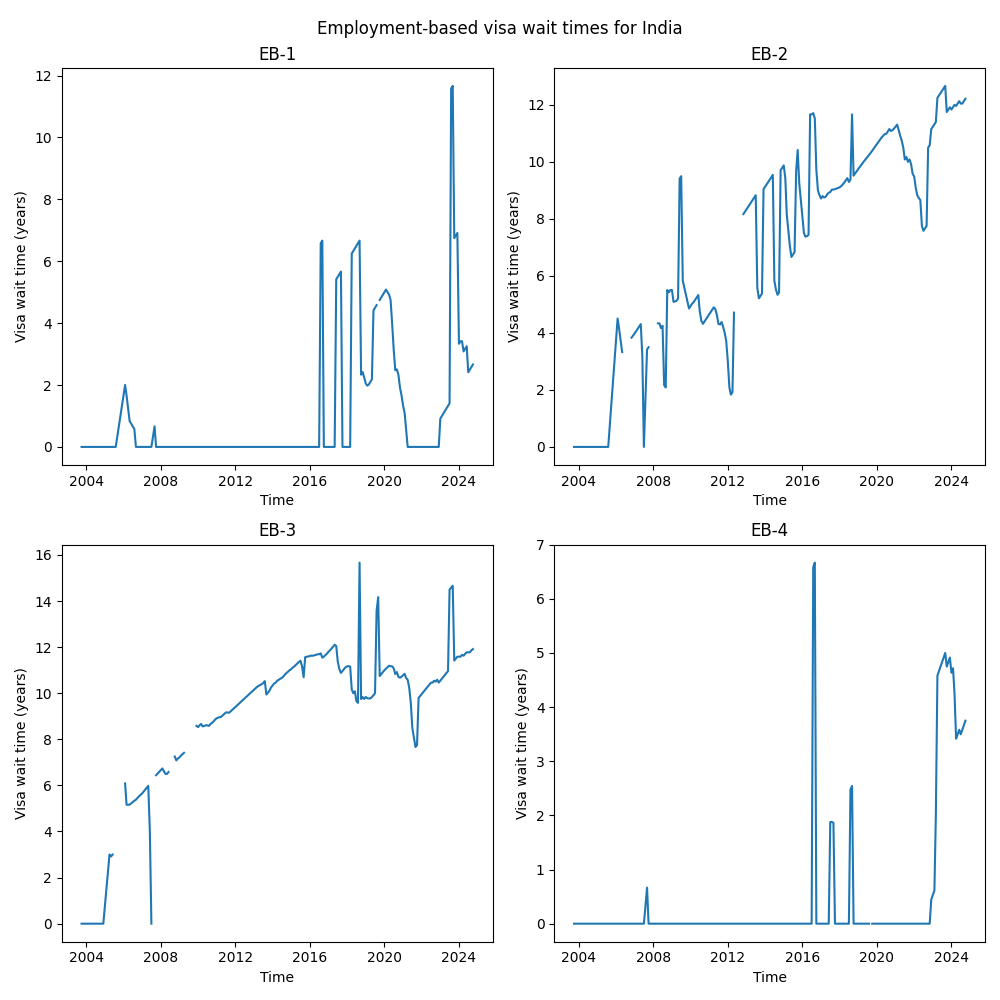 Employment-based visa wait times for India
EB-1
Visa wait time (years)
12
10
8
6
4
2
0
2004 2008 2012 2016 2020 2024
Time
EB-2
Visa wait time (years)
12
10
8
6
4
2
0
2004 2008 2012 2016 2020 2024
Time
EB-3
Visa wait time (years)
16
14
12
10
8
6
4
2
0
2004 2008 2012 2016 2020 2024
Time
EB-4
Visa wait time (years)
7
6
5
4
3
2
1
0
2004 2008 2012 2016 2020 2024
Time